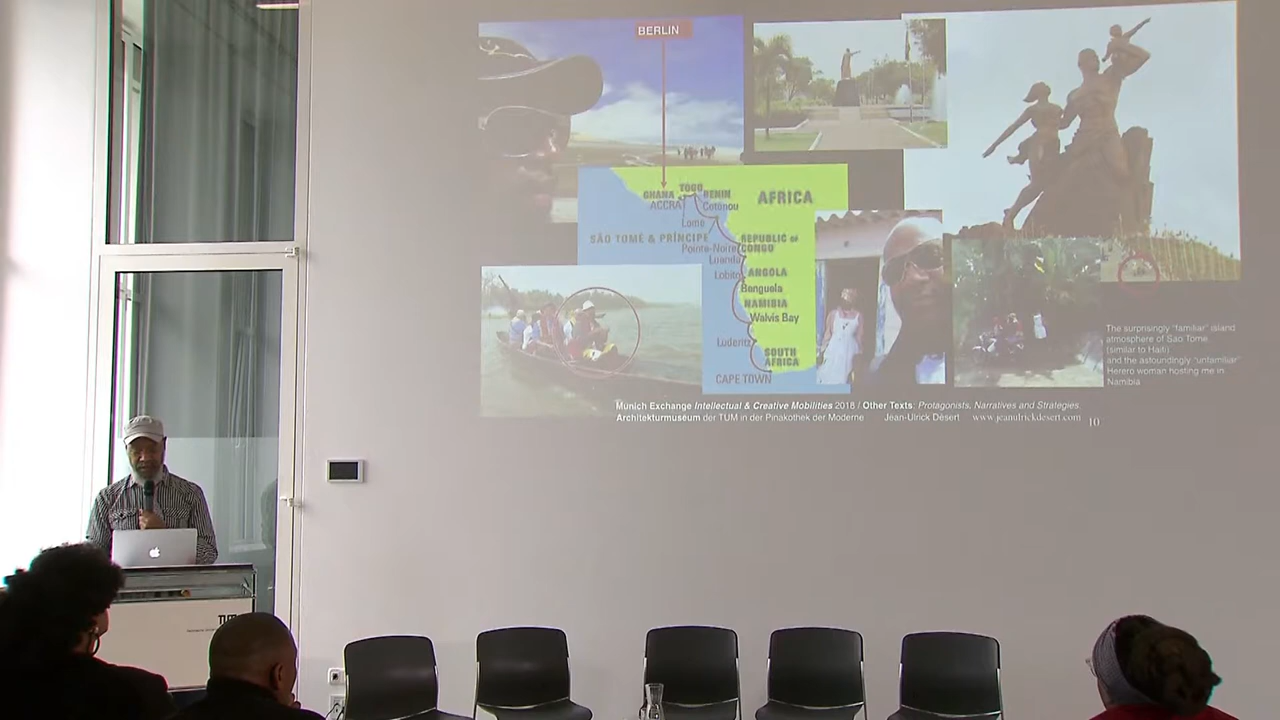 BERLIN
TOGO
GHANA
BENIN
ACCRA
Cotonou
AFRICA
Lomé
SÃO TOMÉ & PRÍNCIPE
REPUBLIC OF
CONGO
Pointe-Noire
Luanda
Lobito
ANGOLA
Benguela
NAMIBIA
Walvis Bay
Lüderitz
SOUTH
AFRICA
CAPE TOWN
The surprisingly "familiar" island
atmosphere of Sao Tome
(similar to Haiti)
and the astoundingly "unfamiliar"
Herero woman hosting me in
Namibia
Munich Exchange Intellectual & Creative Mobilities 2018 / Other Texts: Protagonists, Narratives and Strategies.
Architekturmuseum der TUM in der Pinakothek der Moderne Jean-Ulrick Désert www.jeanulrickdesert.com 10
TUM